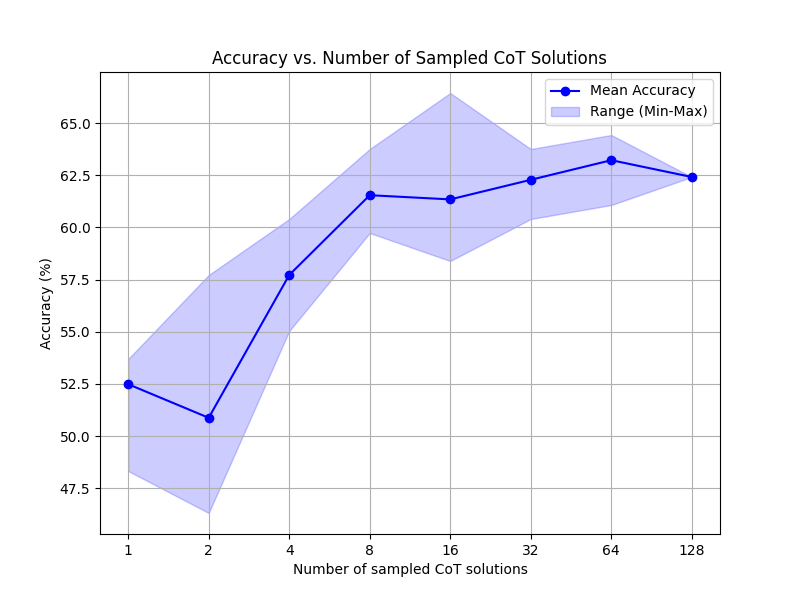 Accuracy vs. Number of Sampled CoT Solutions
Mean Accuracy
Range (Min-Max)
65.0
62.5
60.0
57.5
55.0
52.5
50.0
47.5
Accuracy (%)
1 2 4 8 16 32 64 128
Number of sampled CoT solutions